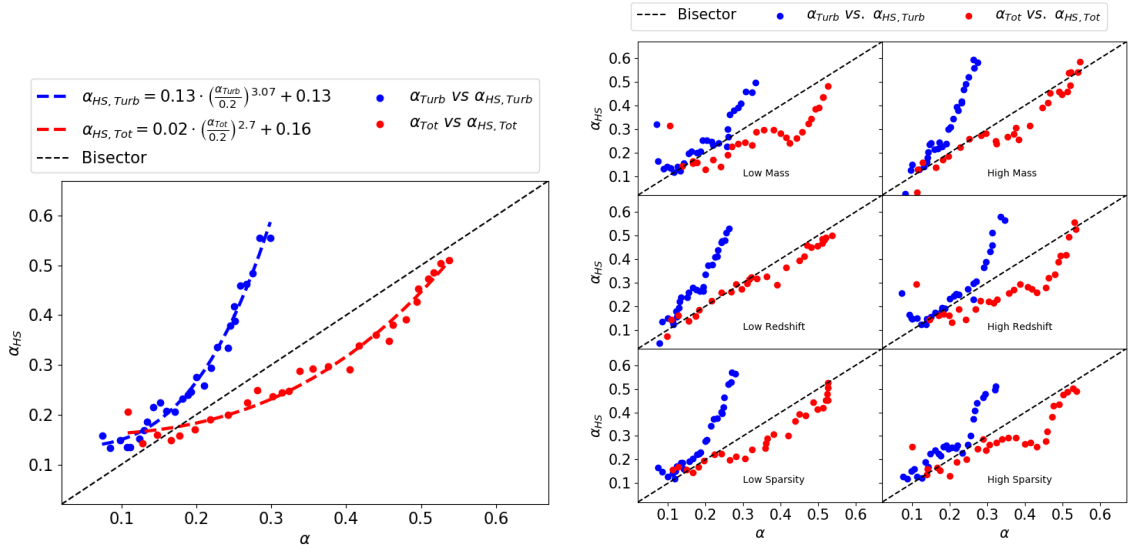 α_{HS, Turb} = 0.13 · (α_{Turb}/0.2)^{3.07} + 0.13
α_{HS, Tot} = 0.02 · (α_{Tot}/0.2)^{2.7} + 0.16
Bisector
α_{Turb} vs α_{HS, Turb}
α_{Tot} vs α_{HS, Tot}
0.6
0.5
0.4
0.3
0.2
0.1
α_{HS}
0.1 0.2 0.3 0.4 0.5 0.6
α
Bisector α_{Turb} vs. α_{HS, Turb} α_{Tot} vs. α_{HS, Tot}
0.6
0.5
0.4
0.3
0.2
0.1
α_{HS}
Low Mass
High Mass
0.6
0.5
0.4
0.3
0.2
0.1
α_{HS}
Low Redshift
High Redshift
0.6
0.5
0.4
0.3
0.2
0.1
α_{HS}
Low Sparsity
High Sparsity
0.1 0.2 0.3 0.4 0.5 0.6
α
0.1 0.2 0.3 0.4 0.5 0.6
α